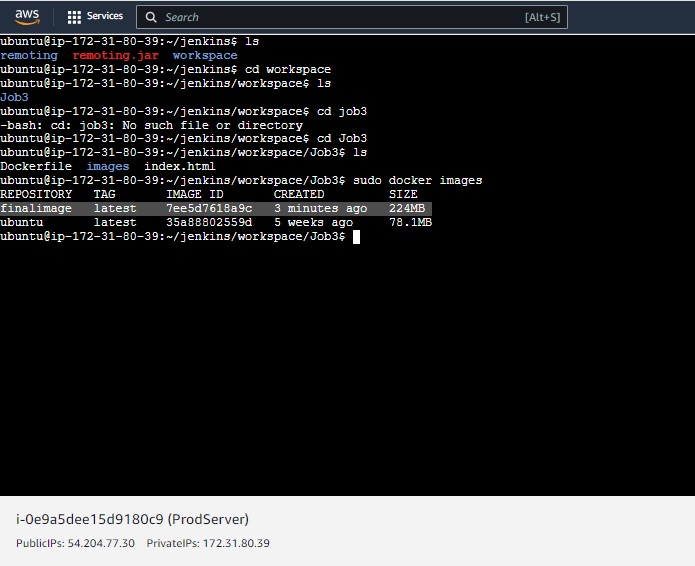 aws Services Search [Alt+S]
ubuntu@ip-172-31-80-39:~/jenkins$ ls
remoting remoting.jar workspace
ubuntu@ip-172-31-80-39:~/jenkins$ cd workspace
ubuntu@ip-172-31-80-39:~/jenkins/workspace$ ls
Job3
ubuntu@ip-172-31-80-39:~/jenkins/workspace$ cd job3
-bash: cd: job3: No such file or directory
ubuntu@ip-172-31-80-39:~/jenkins/workspace$ cd Job3
ubuntu@ip-172-31-80-39:~/jenkins/workspace/Job3$ ls
Dockerfile images index.html
ubuntu@ip-172-31-80-39:~/jenkins/workspace/Job3$ sudo docker images
REPOSITORY TAG IMAGE ID CREATED SIZE
finalimage latest 7ee5d7618a9c 3 minutes ago 224MB
ubuntu latest 35a88802559d 5 weeks ago 78.1MB
ubuntu@ip-172-31-80-39:~/jenkins/workspace/Job3$
i-0e9a5dee15d9180c9 (ProdServer)
PublicIPs: 54.204.77.30 PrivateIPs: 172.31.80.39